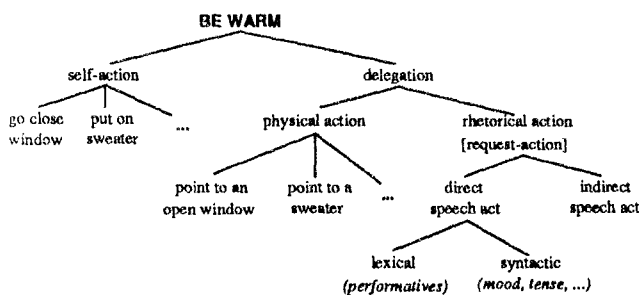 BE WARM
self-action delegation
go close put on ... physical action rhetorical action
window sweater [request-action]
point to an point to a ... direct indirect
open window sweater speech act speech act
lexical syntactic
(performatives) (mood, tense, ...)